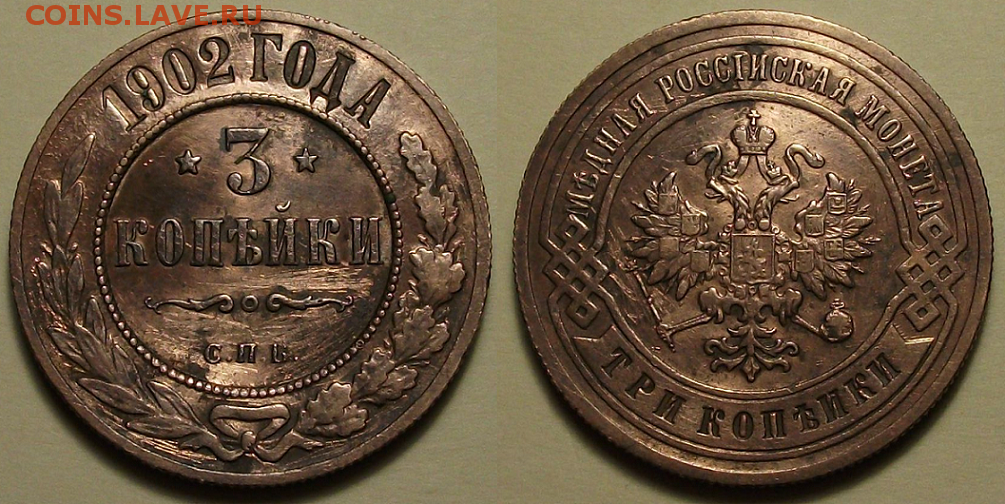 COINS.LAVE.RU
1902 ГОДА
3
КОПѢЙКИ
С.П.Б.
МѢДНАЯ РОССIЙСКАЯ МОНЕТА
ТРИ КОПѢЙКИ